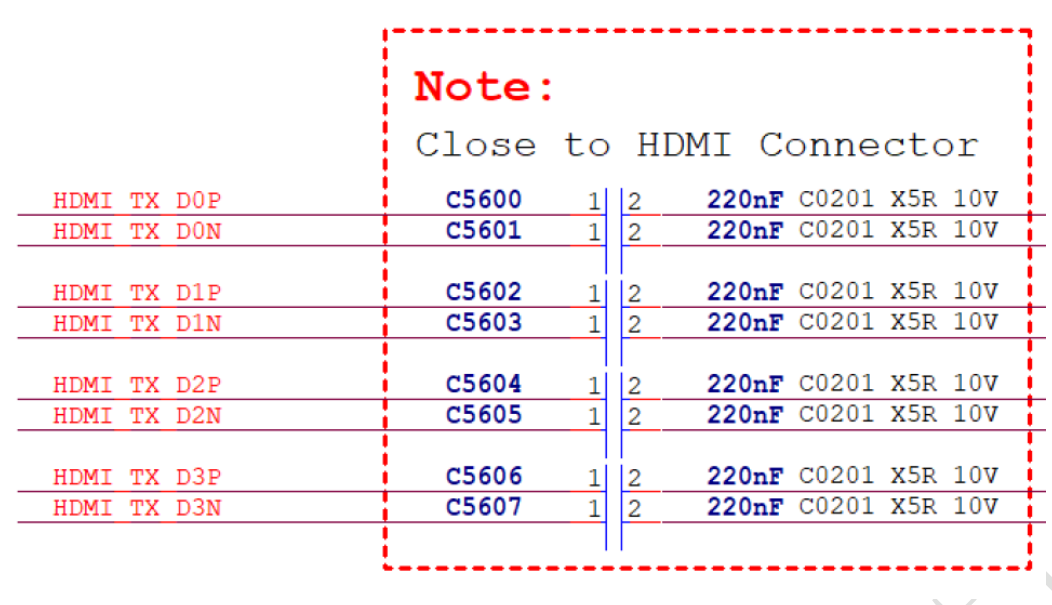 Note:
Close to HDMI Connector
HDMI TX D0P C5600 1 2 220nF C0201 X5R 10V
HDMI TX D0N C5601 1 2 220nF C0201 X5R 10V
HDMI TX D1P C5602 1 2 220nF C0201 X5R 10V
HDMI TX D1N C5603 1 2 220nF C0201 X5R 10V
HDMI TX D2P C5604 1 2 220nF C0201 X5R 10V
HDMI TX D2N C5605 1 2 220nF C0201 X5R 10V
HDMI TX D3P C5606 1 2 220nF C0201 X5R 10V
HDMI TX D3N C5607 1 2 220nF C0201 X5R 10V